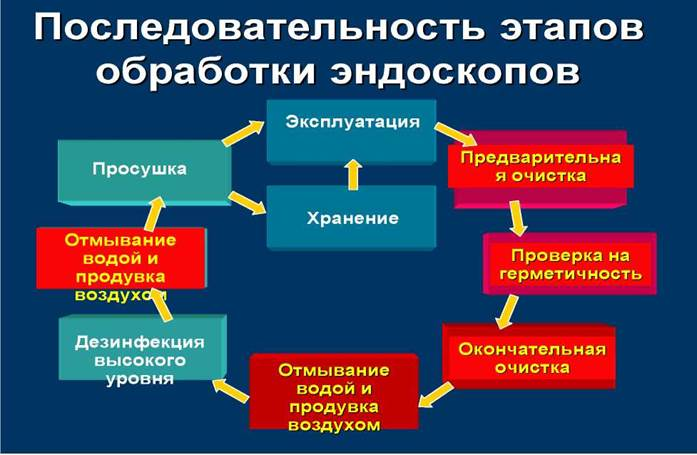 Последовательность этапов
обработки эндоскопов
Эксплуатация
Предварительна
я очистка
Проверка на
герметичность
Окончательная
очистка
Отмывание
водой и
продувка
воздухом
Дезинфекция
высокого
уровня
Отмывание
водой и
продувка
воздухом
Просушка
Хранение